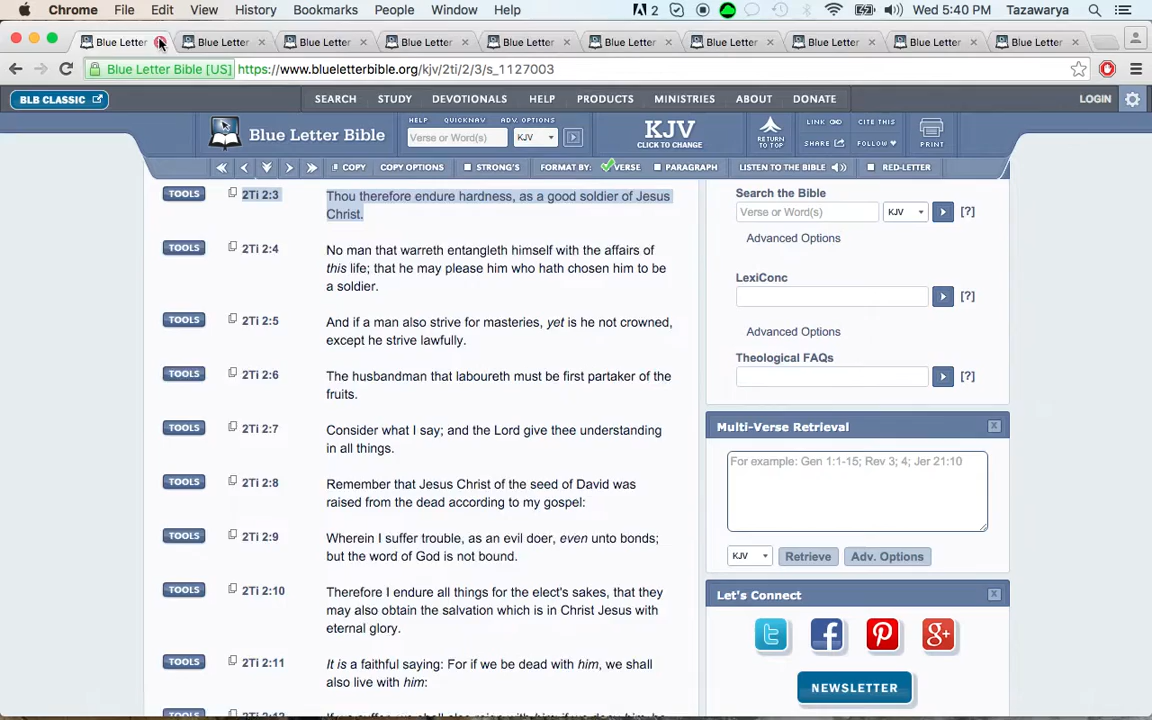 Chrome File Edit View History Bookmarks People Window Help 2 Wed 5:40 PM Tazawarya
Blue Letter Blue Letter Blue Letter Blue Letter Blue Letter Blue Letter Blue Letter Blue Letter Blue Letter Blue Letter
Blue Letter Bible [US] https://www.blueletterbible.org/kjv/2ti/2/3/s_1127003
BLB CLASSIC SEARCH STUDY DEVOTIONALS HELP PRODUCTS MINISTRIES ABOUT DONATE LOGIN
HELP QUICKNAV ADV. OPTIONS
Blue Letter Bible Verse or Word(s) KJV KJV
CLICK TO CHANGE
RETURN TO TOP
LINK CITE THIS
SHARE FOLLOW
PRINT
COPY COPY OPTIONS STRONG'S FORMAT BY: VERSE PARAGRAPH LISTEN TO THE BIBLE RED-LETTER
TOOLS 2Ti 2:3 Thou therefore endure hardness, as a good soldier of Jesus
Christ.
TOOLS 2Ti 2:4 No man that warreth entangleth himself with the affairs of
this life; that he may please him who hath chosen him to be
a soldier.
TOOLS 2Ti 2:5 And if a man also strive for masteries, yet is he not crowned,
except he strive lawfully.
TOOLS 2Ti 2:6 The husbandman that laboureth must be first partaker of the
fruits.
TOOLS 2Ti 2:7 Consider what I say; and the Lord give thee understanding
in all things.
TOOLS 2Ti 2:8 Remember that Jesus Christ of the seed of David was
raised from the dead according to my gospel:
TOOLS 2Ti 2:9 Wherein I suffer trouble, as an evil doer, even unto bonds;
but the word of God is not bound.
TOOLS 2Ti 2:10 Therefore I endure all things for the elect's sakes, that they
may also obtain the salvation which is in Christ Jesus with
eternal glory.
TOOLS 2Ti 2:11 It is a faithful saying: For if we be dead with him, we shall
also live with him:
Search the Bible
Verse or Word(s) KJV [?]
Advanced Options
LexiConc
[?]
Advanced Options
Theological FAQs
[?]
Multi-Verse Retrieval
For example: Gen 1:1-15; Rev 3; 4; Jer 21:10
KJV Retrieve Adv. Options
Let's Connect
NEWSLETTER